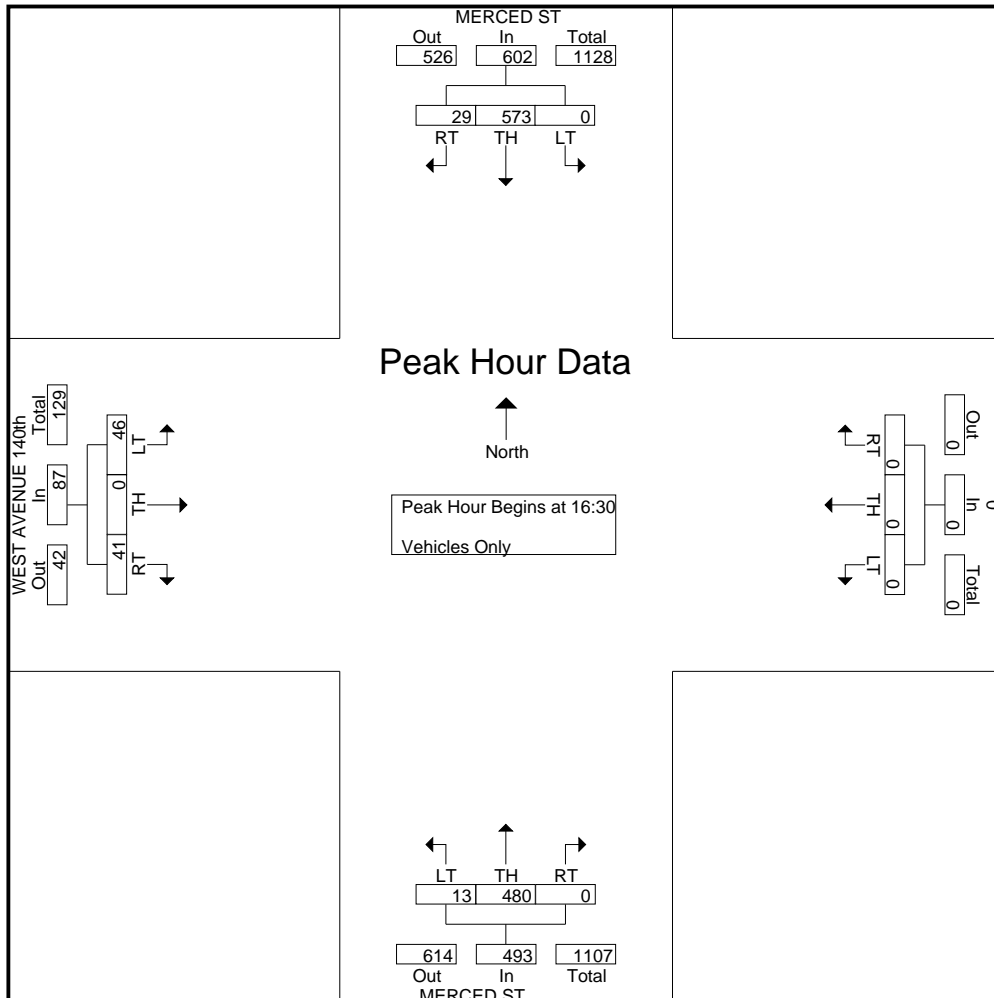 MERCED ST
Out In Total
526 602 1128
29 573 0
RT TH LT
Peak Hour Data
North
Peak Hour Begins at 16:30
Vehicles Only
WEST AVENUE 140th
Total In Out
129 87 42
46 0 41
LT TH RT
0
Out In Total
0 0 0
0 0 0
RT TH LT
LT TH RT
13 480 0
614 493 1107
Out In Total
MERCED ST